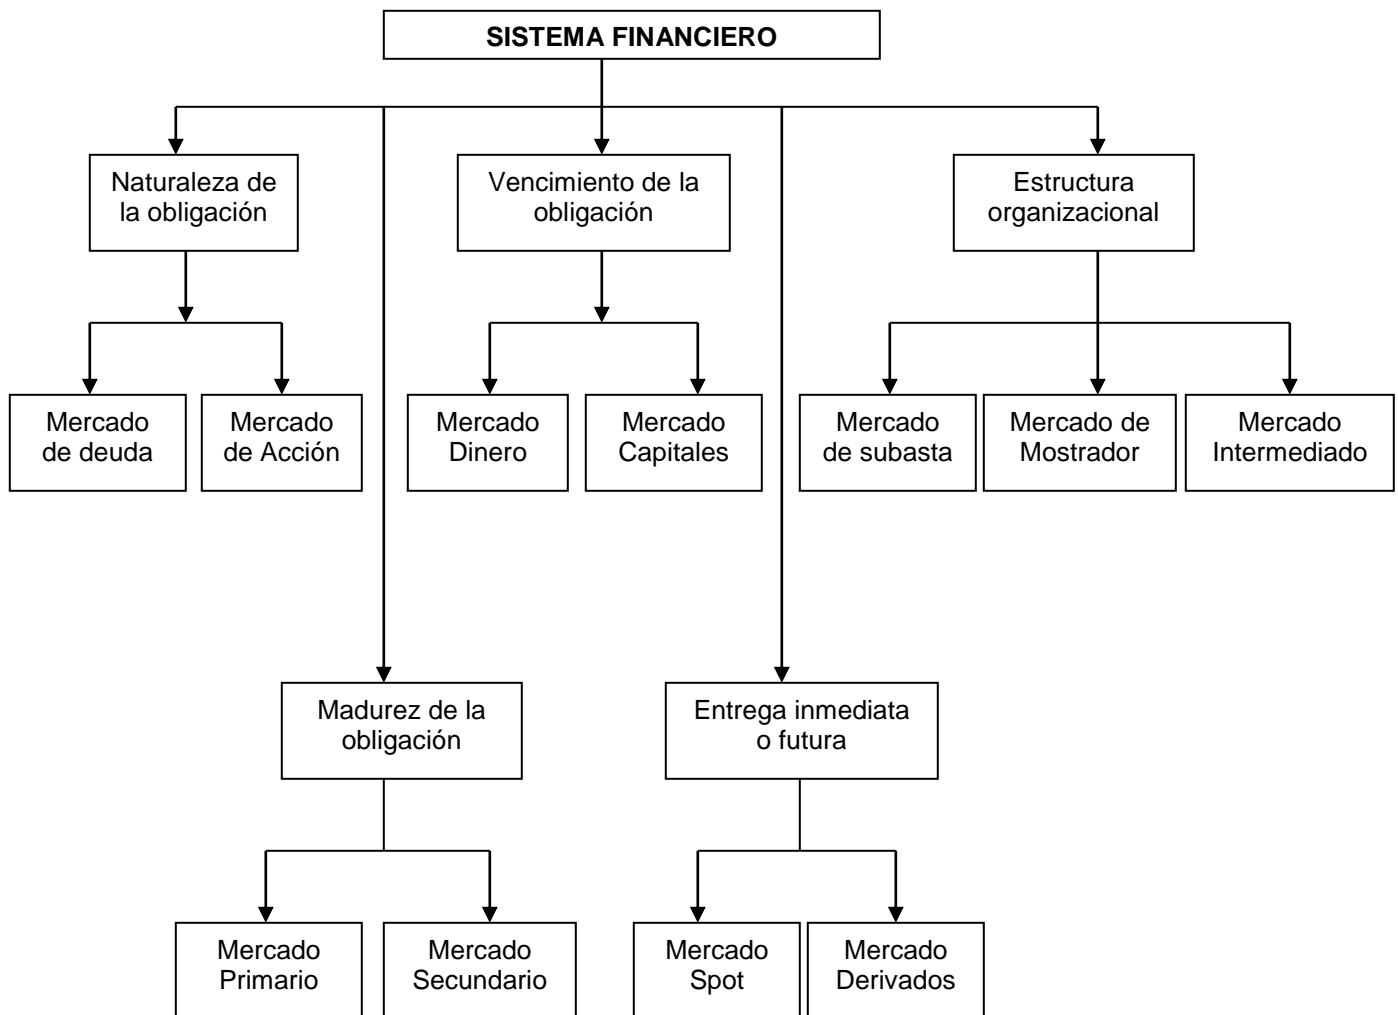 SISTEMA FINANCIERO
Naturaleza de
la obligación
Vencimiento de la
obligación
Estructura
organizacional
Mercado
de deuda
Mercado
de Acción
Mercado
Dinero
Mercado
Capitales
Mercado
de subasta
Mercado de
Mostrador
Mercado
Intermediado
Madurez de la
obligación
Entrega inmediata
o futura
Mercado
Primario
Mercado
Secundario
Mercado
Spot
Mercado
Derivados